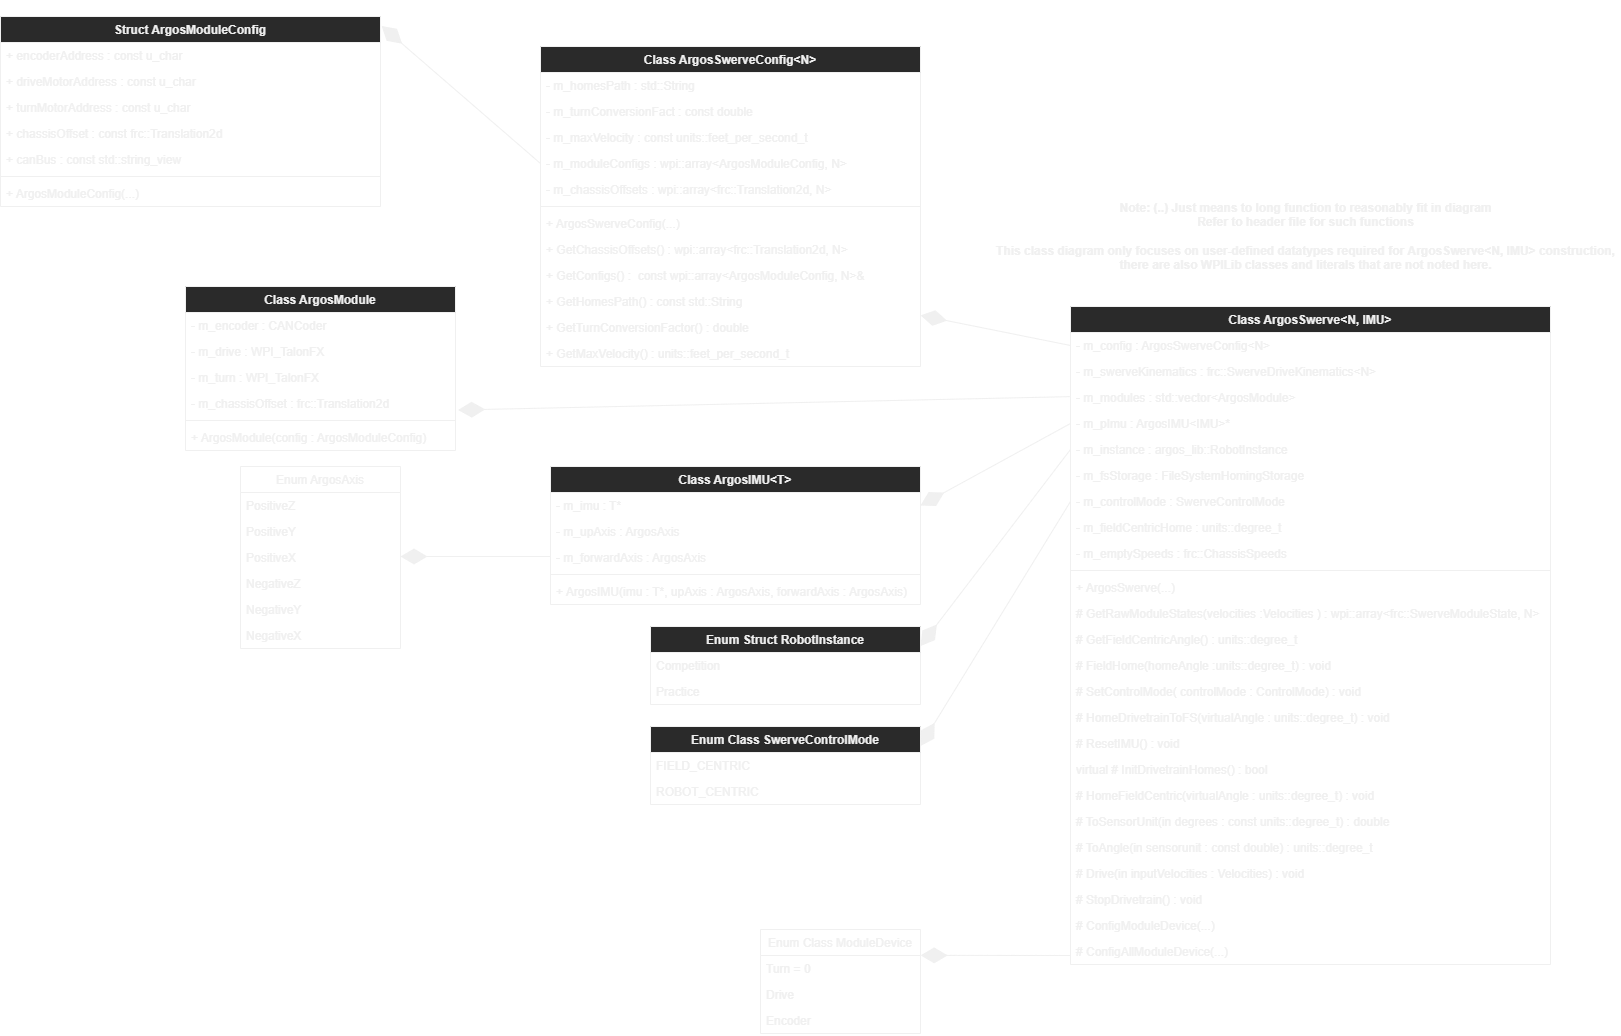 Struct ArgosModuleConfig
+ encoderAddress : const u_char
+ driveMotorAddress : const u_char
+ turnMotorAddress : const u_char
+ chassisOffset : const frc::Translation2d
+ canBus : const std::string_view
+ ArgosModuleConfig(...)
Class ArgosSwerveConfig<N>
- m_homesPath : std::String
- m_turnConversionFact : const double
- m_maxVelocity : const units::feet_per_second_t
- m_moduleConfigs : wpi::array<ArgosModuleConfig, N>
- m_chassisOffsets : wpi::array<frc::Translation2d, N>
+ ArgosSwerveConfig(...)
+ GetChassisOffsets() : wpi::array<frc::Translation2d, N>
+ GetConfigs() : const wpi::array<ArgosModuleConfig, N>&
+ GetHomesPath() : const std::String
+ GetTurnConversionFactor() : double
+ GetMaxVelocity() : units::feet_per_second_t
Note: (..) Just means to long function to reasonably fit in diagram
Refer to header file for such functions
This class diagram only focuses on user-defined datatypes required for ArgosSwerve<N, IMU> construction,
there are also WPILib classes and literals that are not noted here.
Class ArgosModule
- m_encoder : CANCoder
- m_drive : WPI_TalonFX
- m_turn : WPI_TalonFX
- m_chassisOffset : frc::Translation2d
+ ArgosModule(config : ArgosModuleConfig)
Enum ArgosAxis
PositiveZ
PositiveY
PositiveX
NegativeZ
NegativeY
NegativeX
Class ArgosIMU<T>
- m_imu : T*
- m_upAxis : ArgosAxis
- m_forwardAxis : ArgosAxis
+ ArgosIMU(imu : T*, upAxis : ArgosAxis, forwardAxis : ArgosAxis)
Enum Struct RobotInstance
Competition
Practice
Enum Class SwerveControlMode
FIELD_CENTRIC
ROBOT_CENTRIC
Enum Class ModuleDevice
Turn = 0
Drive
Encoder
Class ArgosSwerve<N, IMU>
- m_config : ArgosSwerveConfig<N>
- m_swerveKinematics : frc::SwerveDriveKinematics<N>
- m_modules : std::vector<ArgosModule>
- m_pImu : ArgosIMU<IMU>*
- m_instance : argos_lib::RobotInstance
- m_fsStorage : FileSystemHomingStorage
- m_controlMode : SwerveControlMode
- m_fieldCentricHome : units::degree_t
- m_emptySpeeds : frc::ChassisSpeeds
+ ArgosSwerve(...)
# GetRawModuleStates(velocities :Velocities ) : wpi::array<frc::SwerveModuleState, N>
# GetFieldCentricAngle() : units::degree_t
# FieldHome(homeAngle :units::degree_t) : void
# SetControlMode( controlMode : ControlMode) : void
# HomeDrivetrainToFS(virtualAngle : units::degree_t) : void
# ResetIMU() : void
virtual # InitDrivetrainHomes() : bool
# HomeFieldCentric(virtualAngle : units::degree_t) : void
# ToSensorUnit(in degrees : const units::degree_t) : double
# ToAngle(in sensorunit : const double) : units::degree_t
# Drive(in inputVelocities : Velocities) : void
# StopDrivetrain() : void
# ConfigModuleDevice(...)
# ConfigAllModuleDevice(...)